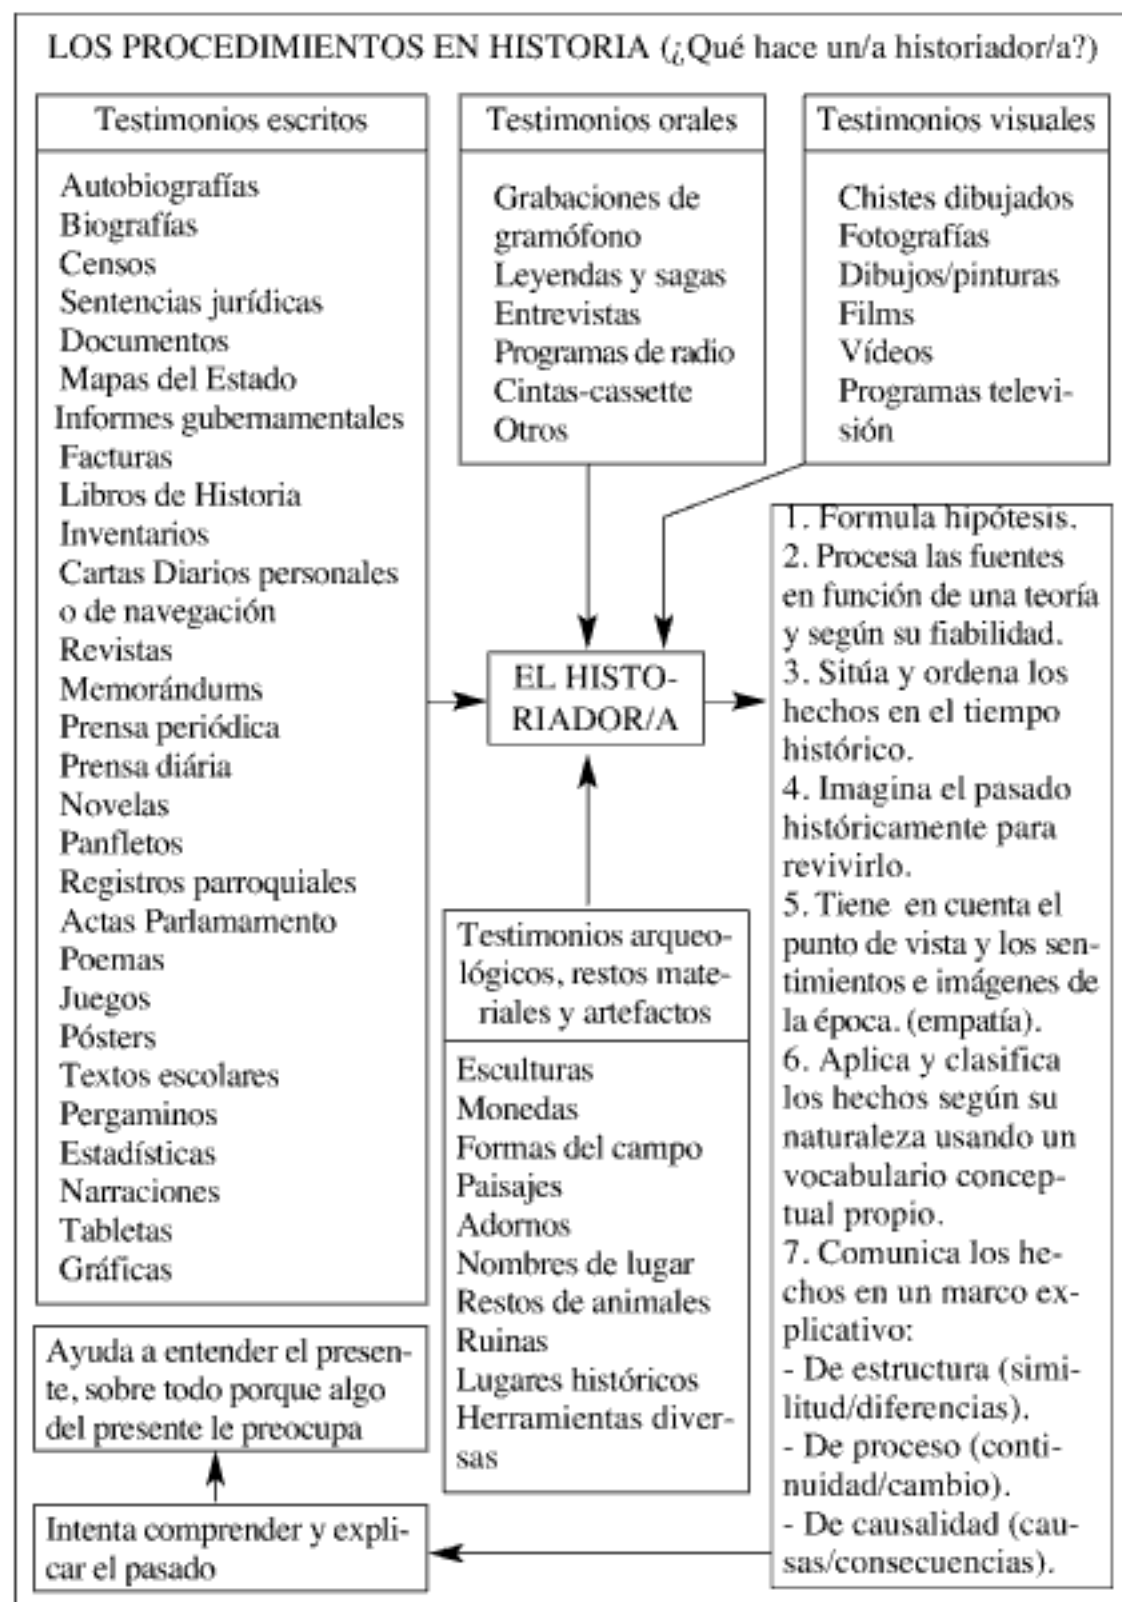 LOS PROCEDIMIENTOS EN HISTORIA (¿Qué hace un/a historiador/a?)
Testimonios escritos
Autobiografías
Biografías
Censos
Sentencias jurídicas
Documentos
Mapas del Estado
Informes gubernamentales
Facturas
Libros de Historia
Inventarios
Cartas Diarios personales
o de navegación
Revistas
Memorándums
Prensa periódica
Prensa diária
Novelas
Panfletos
Registros parroquiales
Actas Parlamamento
Poemas
Juegos
Pósters
Textos escolares
Pergaminos
Estadísticas
Narraciones
Tabletas
Gráficas
Testimonios orales
Grabaciones de
gramófono
Leyendas y sagas
Entrevistas
Programas de radio
Cintas-cassette
Otros
Testimonios visuales
Chistes dibujados
Fotografías
Dibujos/pinturas
Films
Vídeos
Programas televi-
sión
EL HISTO-
RIADOR/A
Testimonios arqueo-
lógicos, restos mate-
riales y artefactos
Esculturas
Monedas
Formas del campo
Paisajes
Adornos
Nombres de lugar
Restos de animales
Ruinas
Lugares históricos
Herramientas diver-
sas
1. Formula hipótesis.
2. Procesa las fuentes
en función de una teoría
y según su fiabilidad.
3. Sitúa y ordena los
hechos en el tiempo
histórico.
4. Imagina el pasado
históricamente para
revivirlo.
5. Tiene en cuenta el
punto de vista y los sen-
timientos e imágenes de
la época. (empatía).
6. Aplica y clasifica
los hechos según su
naturaleza usando un
vocabulario concep-
tual propio.
7. Comunica los he-
chos en un marco ex-
plicativo:
- De estructura (simi-
litud/diferencias).
- De proceso (conti-
nuidad/cambio).
- De causalidad (cau-
sas/consecuencias).
Intenta comprender y expli-
car el pasado
Ayuda a entender el presen-
te, sobre todo porque algo
del presente le preocupa